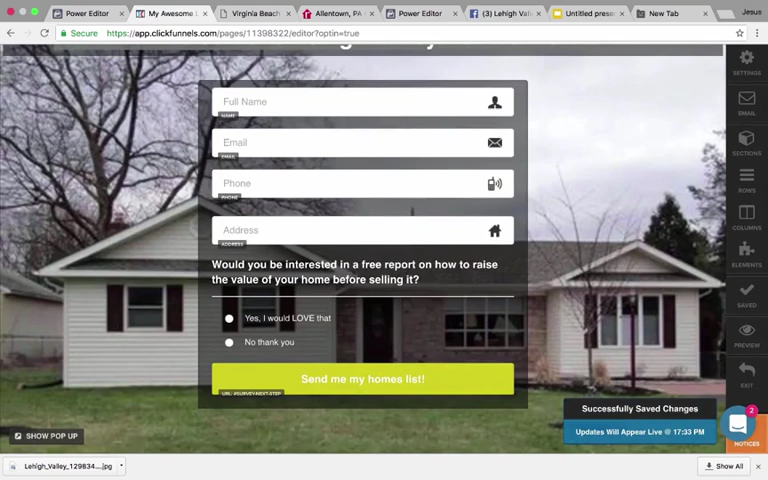 Power Editor
My Awesome L
Virginia Beach
Allentown, PA
Power Editor
(3) Lehigh Valley
Untitled prese
New Tab
Jesus
Secure
https://app.clickfunnels.com/pages/11398322/editor?optin=true
SETTINGS
Full Name
NAME
EMAIL
Email
EMAIL
SECTIONS
Phone
PHONE
ROWS
Address
ADDRESS
COLUMNS
Would you be interested in a free report on how to raise
the value of your home before selling it?
ELEMENTS
Yes, I would LOVE that
SAVED
No thank you
PREVIEW
Send me my homes list!
URL: #SURVEY-NEXT-STEP
EXIT
Successfully Saved Changes
2
Updates Will Appear Live @ 17:33 PM
SHOW POP UP
NOTICES
Lehigh_Valley_129834....jpg
Show All